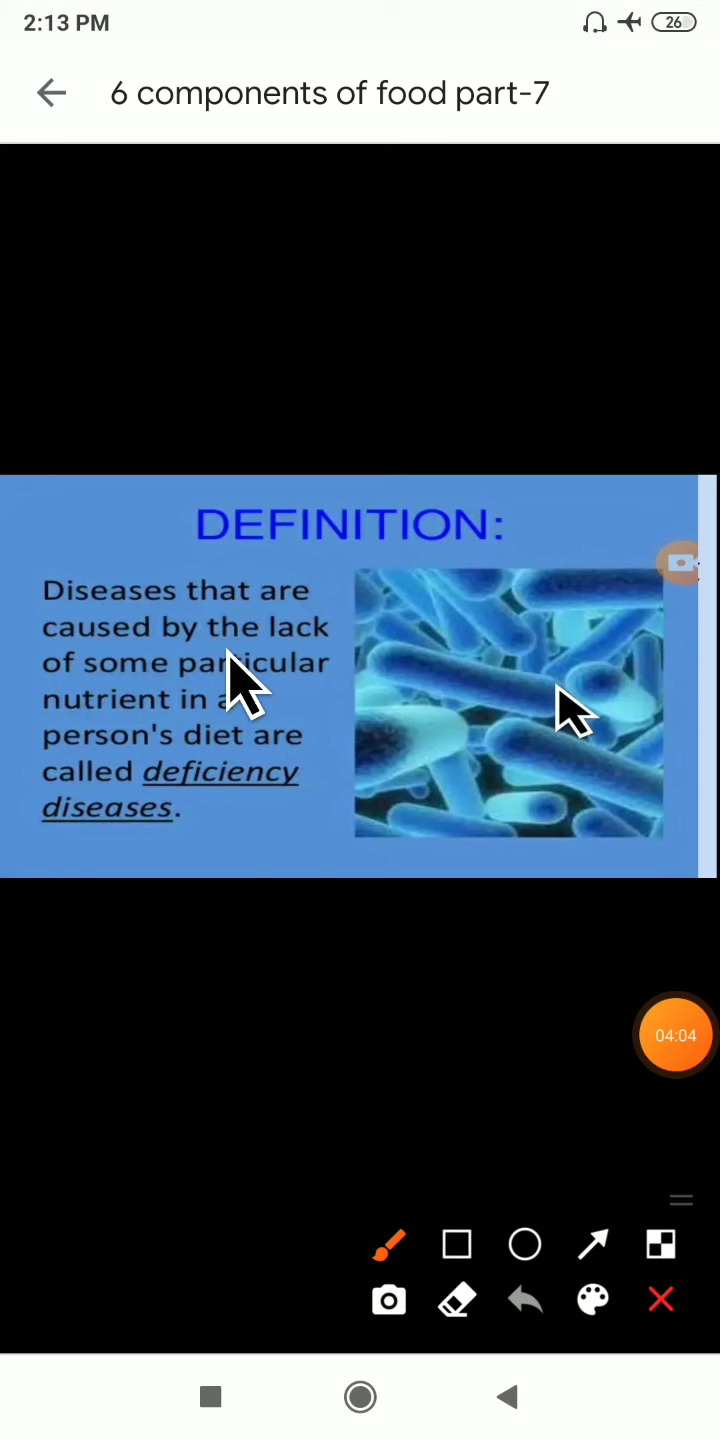 2:13 PM
26
6 components of food part-7
DEFINITION:
Diseases that are
caused by the lack
of some particular
nutrient in a
person's diet are
called deficiency
diseases.
04:04